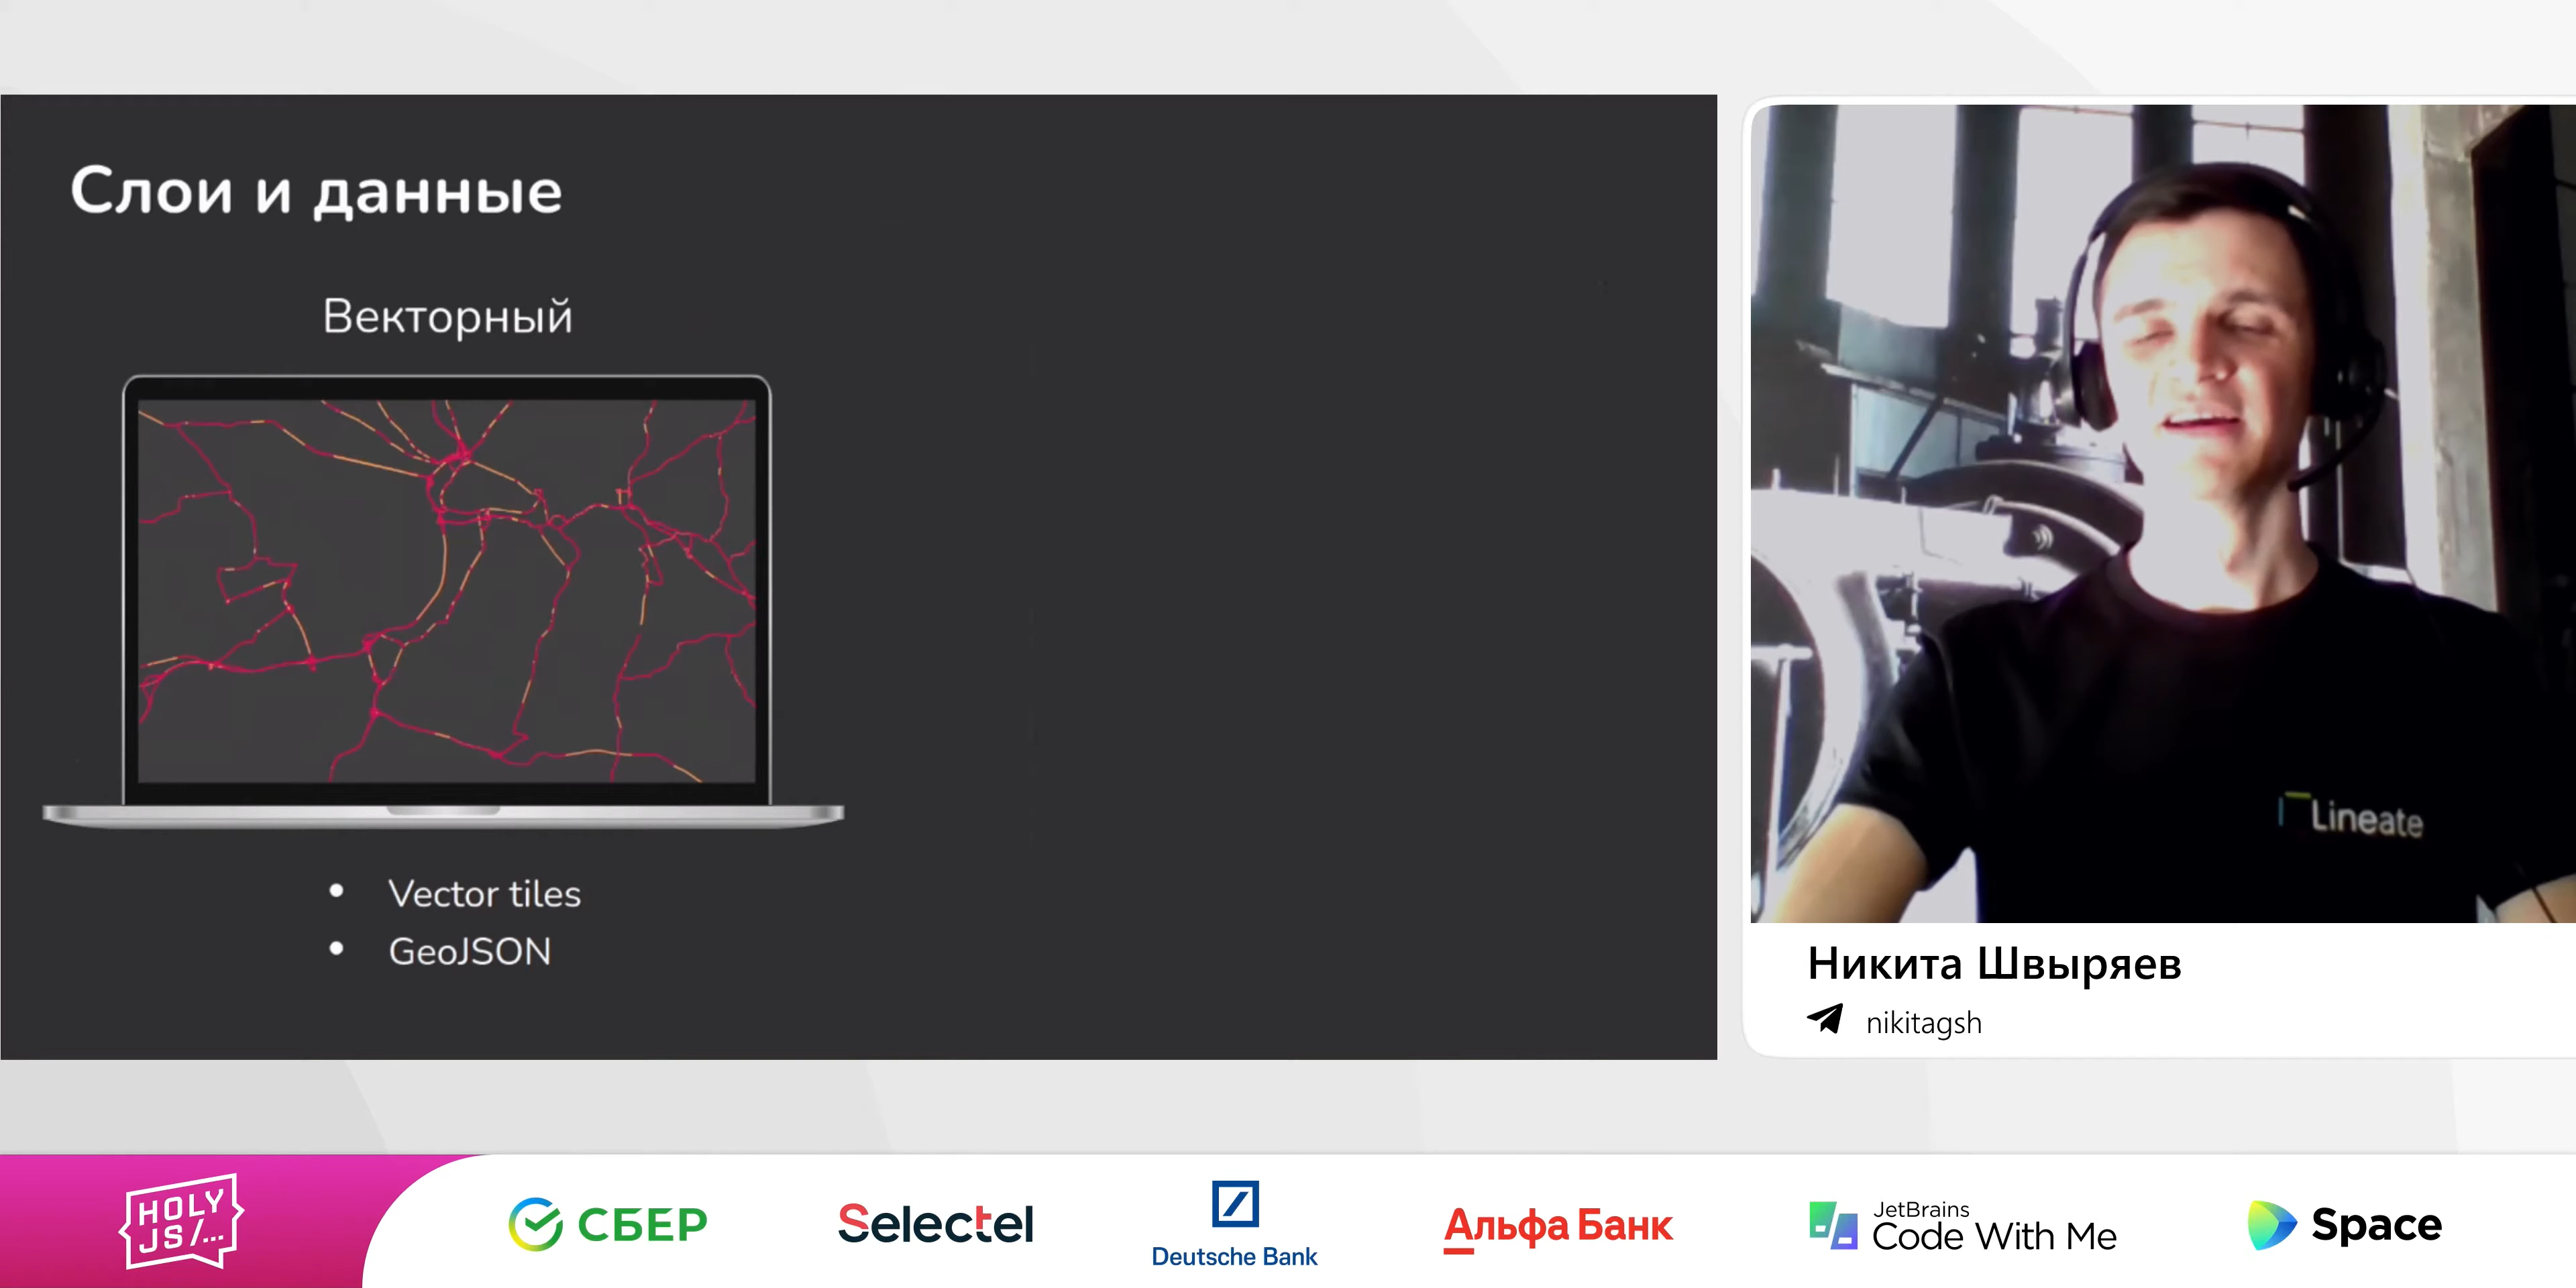 Слои и данные
Векторный
Vector tiles
GeoJSON
Lineate
Никита Швыряев
nikitagsh
HOLY
JS/...
СБЕР
Selectel
Deutsche Bank
Альфа Банк
JetBrains
Code With Me
Space